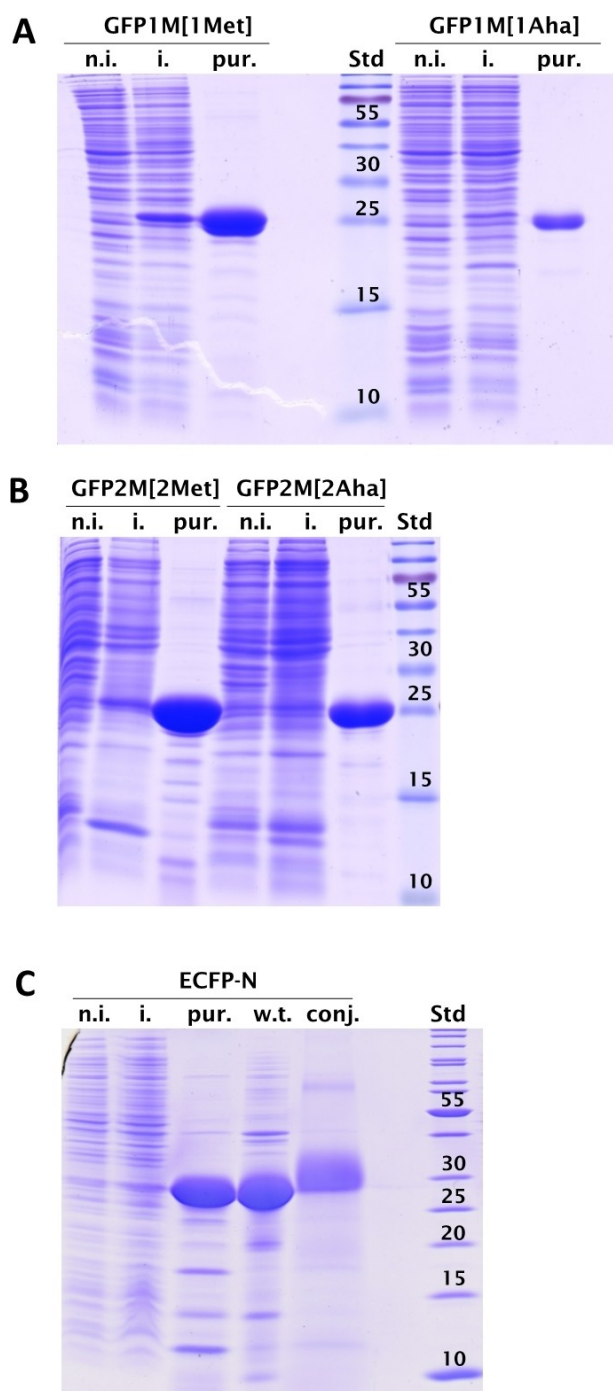 A
GFP1M[1Met] GFP1M[1Aha]
n.i. i. pur. Std n.i. i. pur.
55
30
25
15
10
B
GFP2M[2Met] GFP2M[2Aha]
n.i. i. pur. n.i. i. pur. Std
55
30
25
15
10
C
ECFP-N
n.i. i. pur. w.t. conj. Std
55
30
25
20
15
10